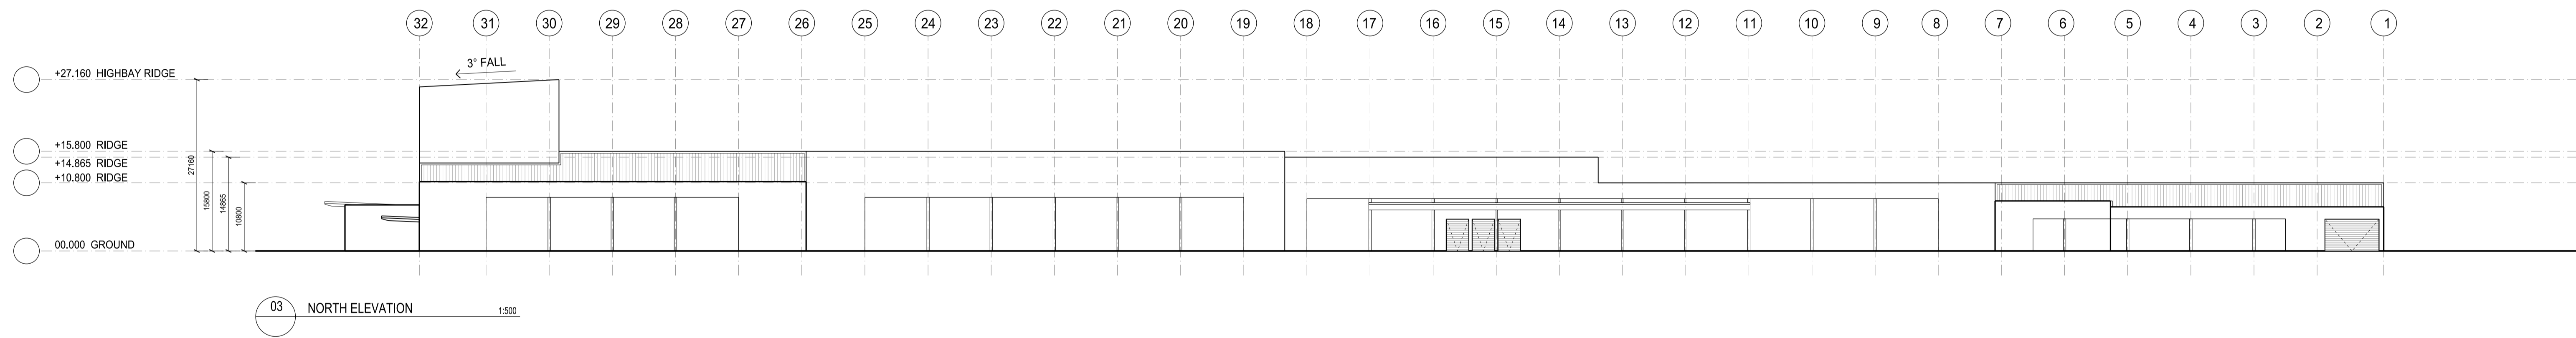 32 31 30 29 28 27 26 25 24 23 22 21 20 19 18 17 16 15 14 13 12 11 10 9 8 7 6 5 4 3 2 1
3° FALL
+27.160 HIGHBAY RIDGE
+15.800 RIDGE
+14.865 RIDGE
+10.800 RIDGE
27160
15800
14865
10800
00.000 GROUND
03 NORTH ELEVATION 1:500